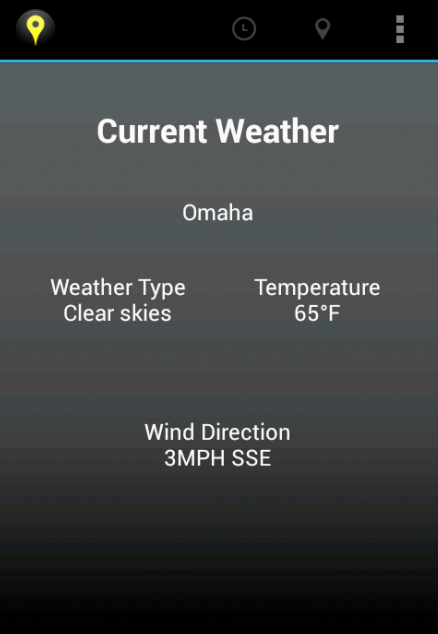 Current Weather
Omaha
Weather Type
Clear skies
Temperature
65°F
Wind Direction
3MPH SSE